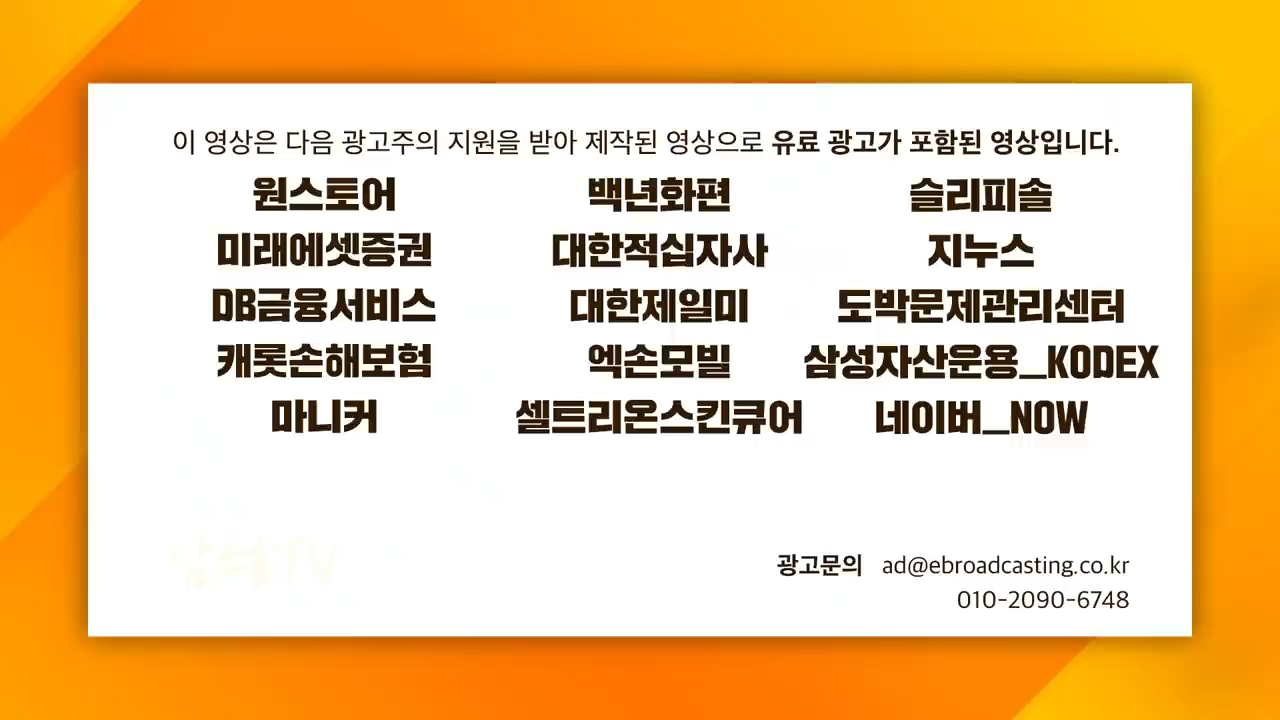 이 영상은 다음 광고주의 지원을 받아 제작된 영상으로 유료 광고가 포함된 영상입니다.
원스토어 백년화편 슬리피솔
미래에셋증권 대한적십자사 지누스
DB금융서비스 대한제일미 도박문제관리센터
캐롯손해보험 엑손모빌 삼성자산운용_KODEX
마니커 셀트리온스킨큐어 네이버_NOW
광고문의 ad@ebroadcasting.co.kr
010-2090-6748